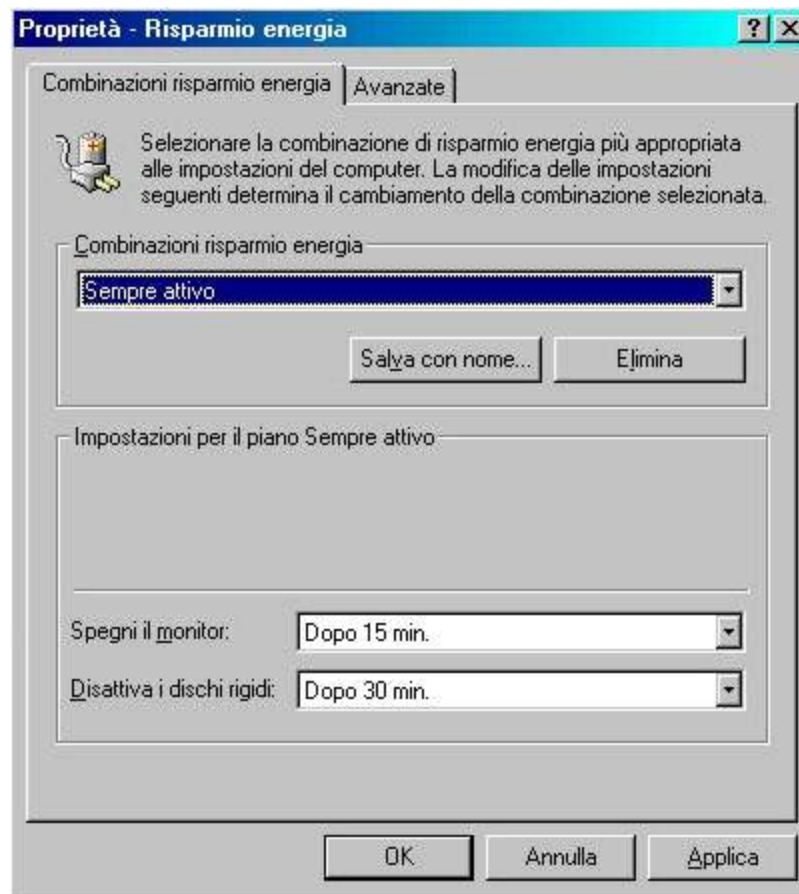 Proprietà - Risparmio energia
Combinazioni risparmio energia
Avanzate
Selezionare la combinazione di risparmio energia più appropriata
alle impostazioni del computer. La modifica delle impostazioni
seguenti determina il cambiamento della combinazione selezionata.
Combinazioni risparmio energia
Sempre attivo
Salva con nome...
Elimina
Impostazioni per il piano Sempre attivo
Spegni il monitor:
Dopo 15 min.
Disattiva i dischi rigidi:
Dopo 30 min.
OK
Annulla
Applica